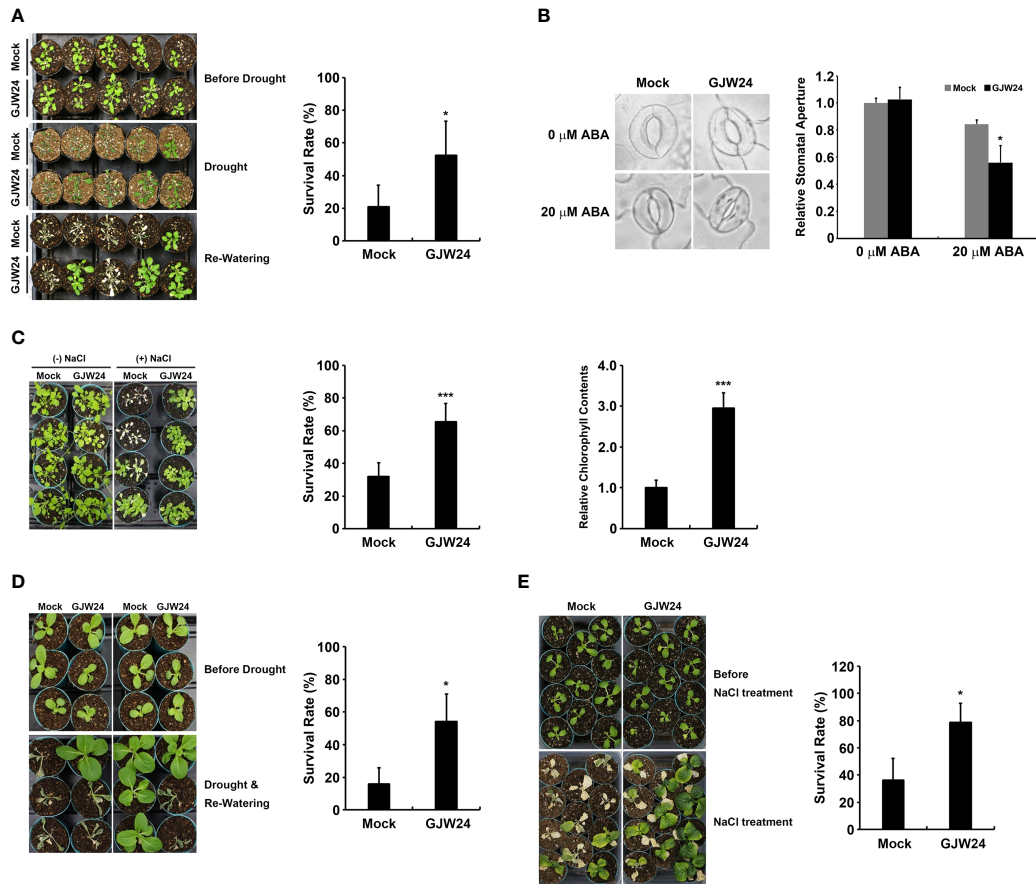 A
Mock
GJW24
Before Drought
Mock
GJW24
Drought
Mock
GJW24
Re-Watering
Survival Rate (%)
100
80
60
40
20
0
*
Mock GJW24
B
Mock GJW24
0 μM ABA
20 μM ABA
Relative Stomatal Aperture
1.2
1.0
0.8
0.6
0.4
0.2
0
Mock GJW24
*
0 μM ABA 20 μM ABA
C
(-) NaCl (+) NaCl
Mock GJW24 Mock GJW24
Survival Rate (%)
100
80
60
40
20
0
***
Mock GJW24
Relative Chlorophyll Contents
4.0
3.0
2.0
1.0
0
***
Mock GJW24
D
Mock GJW24 Mock GJW24
Before Drought
Drought &
Re-Watering
Survival Rate (%)
100
80
60
40
20
0
*
Mock GJW24
E
Mock GJW24
Before
NaCl treatment
NaCl treatment
Survival Rate (%)
120
100
80
60
40
20
0
*
Mock GJW24